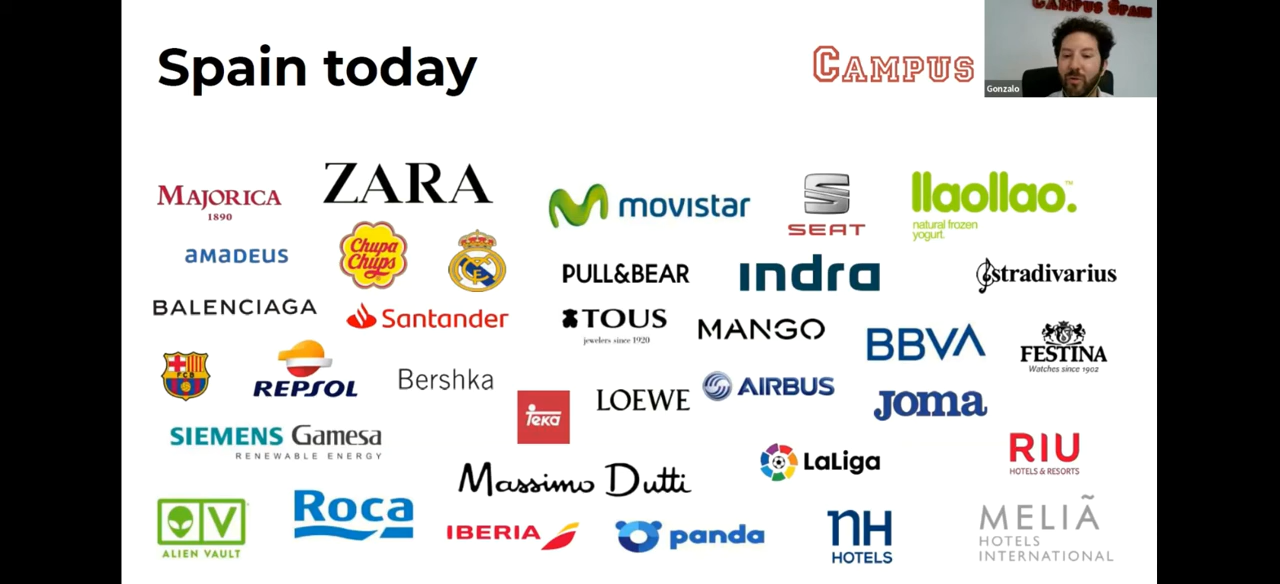 Spain today
CAMPUS
CAMPUS SPAIN
Gonzalo
MAJORICA
1890
ZARA
movistar
SEAT
llaollao.™
natural frozen
yogurt.
amadeus
Chupa
Chups
PULL&BEAR
indra
stradivarius
BALENCIAGA
Santander
TOUS
jewelers since 1920
MANGO
BBVA
FESTINA
Watches since 1902
FCB
REPSOL
Bershka
teka
LOEWE
AIRBUS
Joma
SIEMENS Gamesa
RENEWABLE ENERGY
LaLiga
RIU
HOTELS & RESORTS
Massimo Dutti
AV
ALIEN VAULT
Roca
IBERIA
panda
nH
HOTELS
MELIÃ
HOTELS
INTERNATIONAL